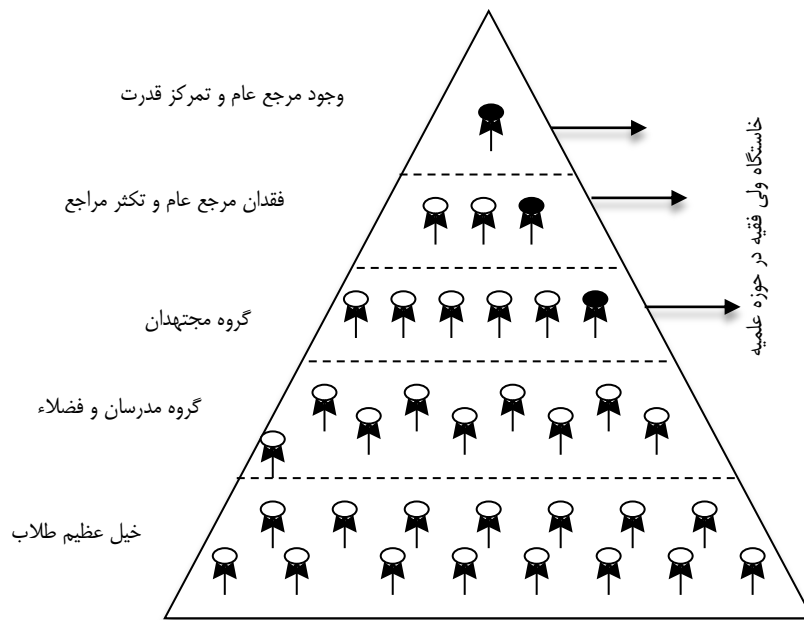 وجود مرجع عام و تمرکز قدرت
فقدان مرجع عام و تکثر مراجع
گروه مجتهدان
گروه مدرسان و فضلاء
خیل عظیم طلاب
خاستگاه ولی فقیه در حوزه علمیه